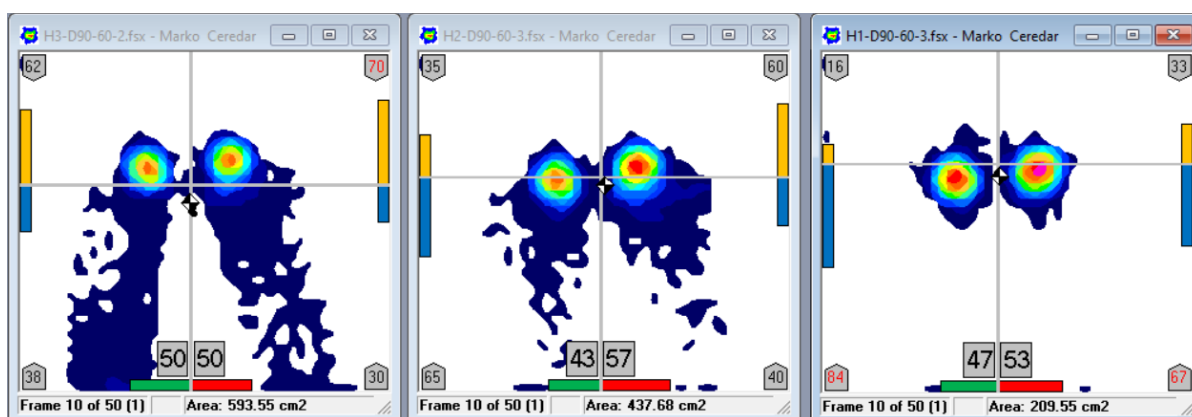 H3-D90-60-2.fsx - Marko Ceredar
62 70
50 50
38 30
Frame 10 of 50 (1) Area: 593.55 cm2
H2-D90-60-3.fsx - Marko Ceredar
35 60
43 57
65 40
Frame 10 of 50 (1) Area: 437.68 cm2
H1-D90-60-3.fsx - Marko Ceredar
16 33
47 53
84 67
Frame 10 of 50 (1) Area: 209.55 cm2